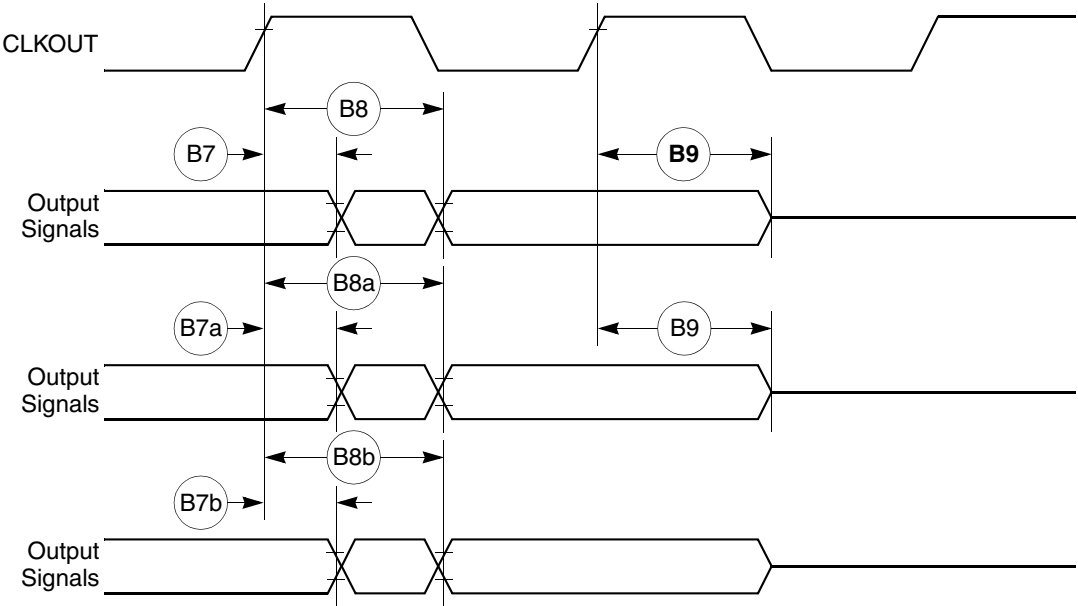 CLKOUT
B8
B7
B9
Output
Signals
B8a
B7a
B9
Output
Signals
B8b
B7b
Output
Signals